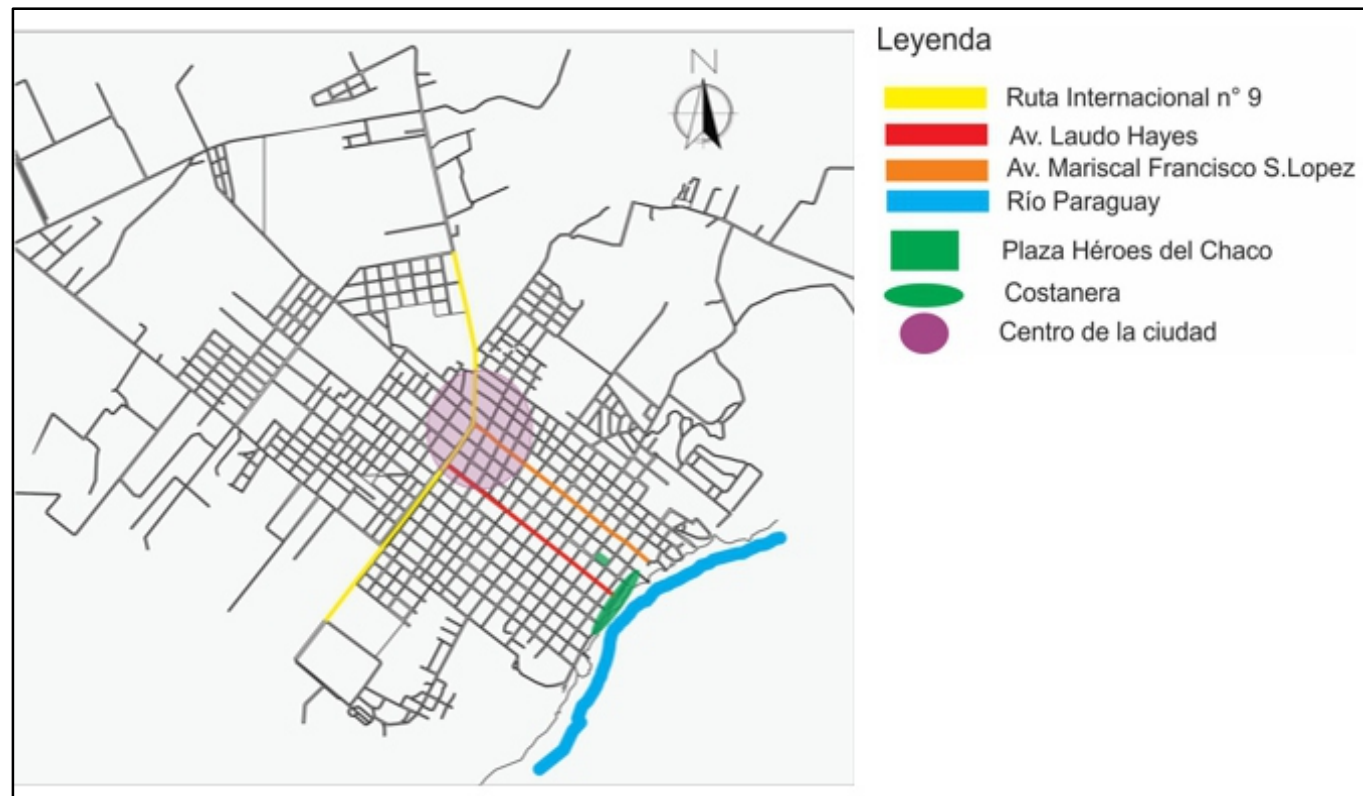 N
Leyenda
Ruta Internacional n° 9
Av. Laudo Hayes
Av. Mariscal Francisco S.Lopez
Río Paraguay
Plaza Héroes del Chaco
Costanera
Centro de la ciudad